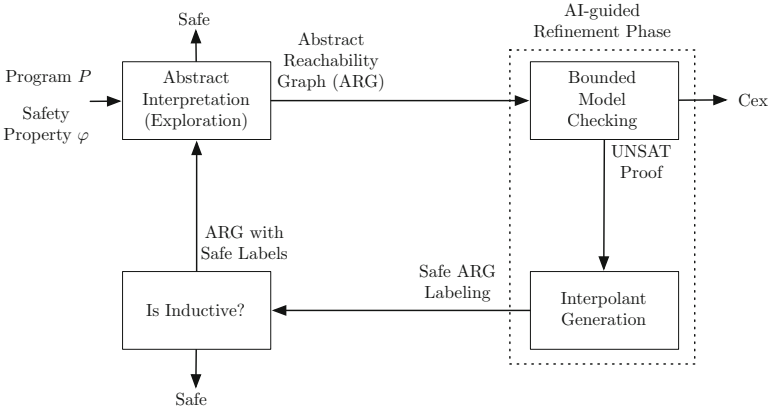 Safe
AI-guided
Refinement Phase
Program P
Safety
Property φ
Abstract
Interpretation
(Exploration)
Abstract
Reachability
Graph (ARG)
Bounded
Model
Checking
Cex
UNSAT
Proof
ARG with
Safe Labels
Safe ARG
Labeling
Is Inductive?
Interpolant
Generation
Safe